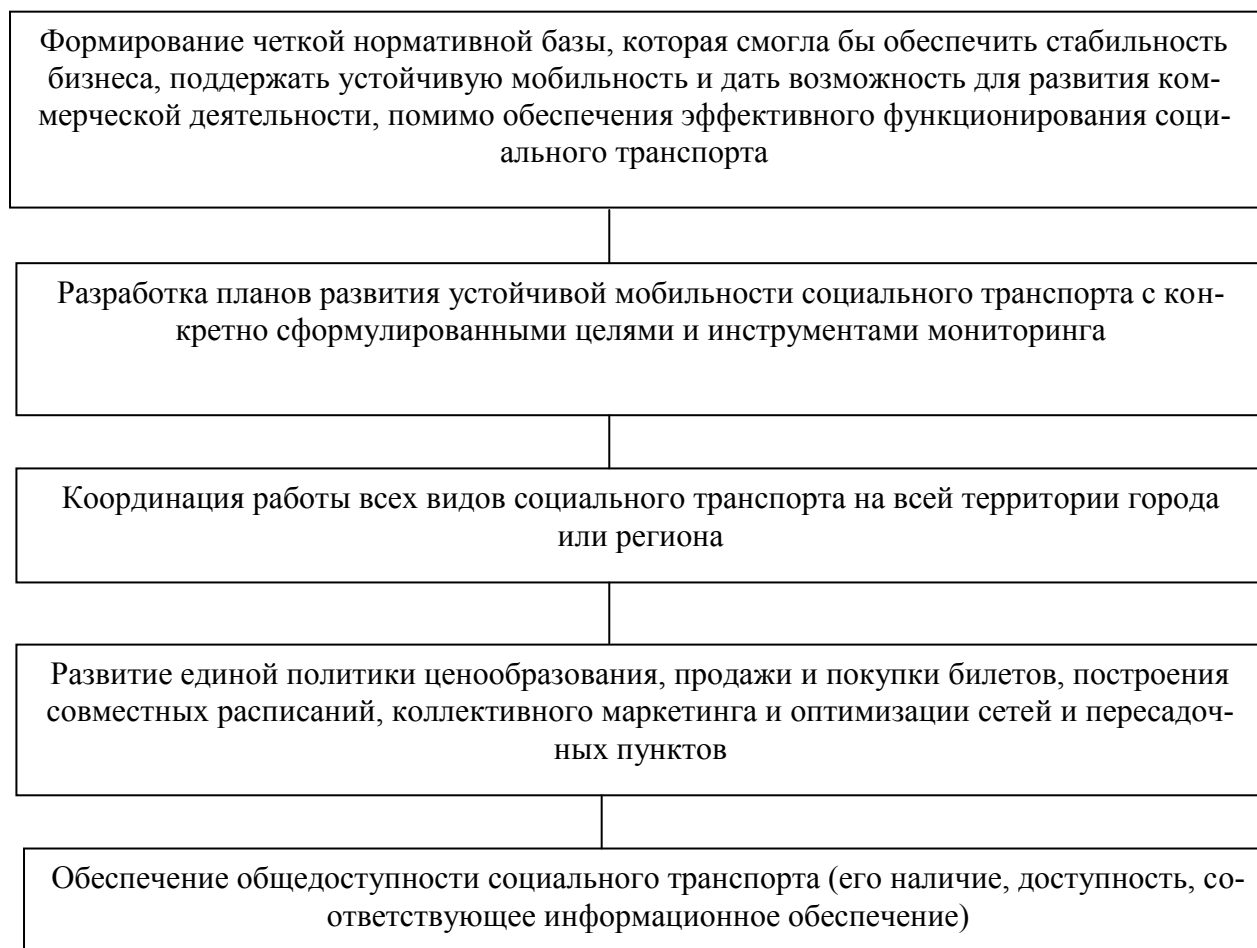 Формирование четкой нормативной базы, которая смогла бы обеспечить стабильность
бизнеса, поддержать устойчивую мобильность и дать возможность для развития ком-
мерческой деятельности, помимо обеспечения эффективного функционирования соци-
ального транспорта
Разработка планов развития устойчивой мобильности социального транспорта с кон-
кретно сформулированными целями и инструментами мониторинга
Координация работы всех видов социального транспорта на всей территории города
или региона
Развитие единой политики ценообразования, продажи и покупки билетов, построения
совместных расписаний, коллективного маркетинга и оптимизации сетей и пересадоч-
ных пунктов
Обеспечение общедоступности социального транспорта (его наличие, доступность, со-
ответствующее информационное обеспечение)